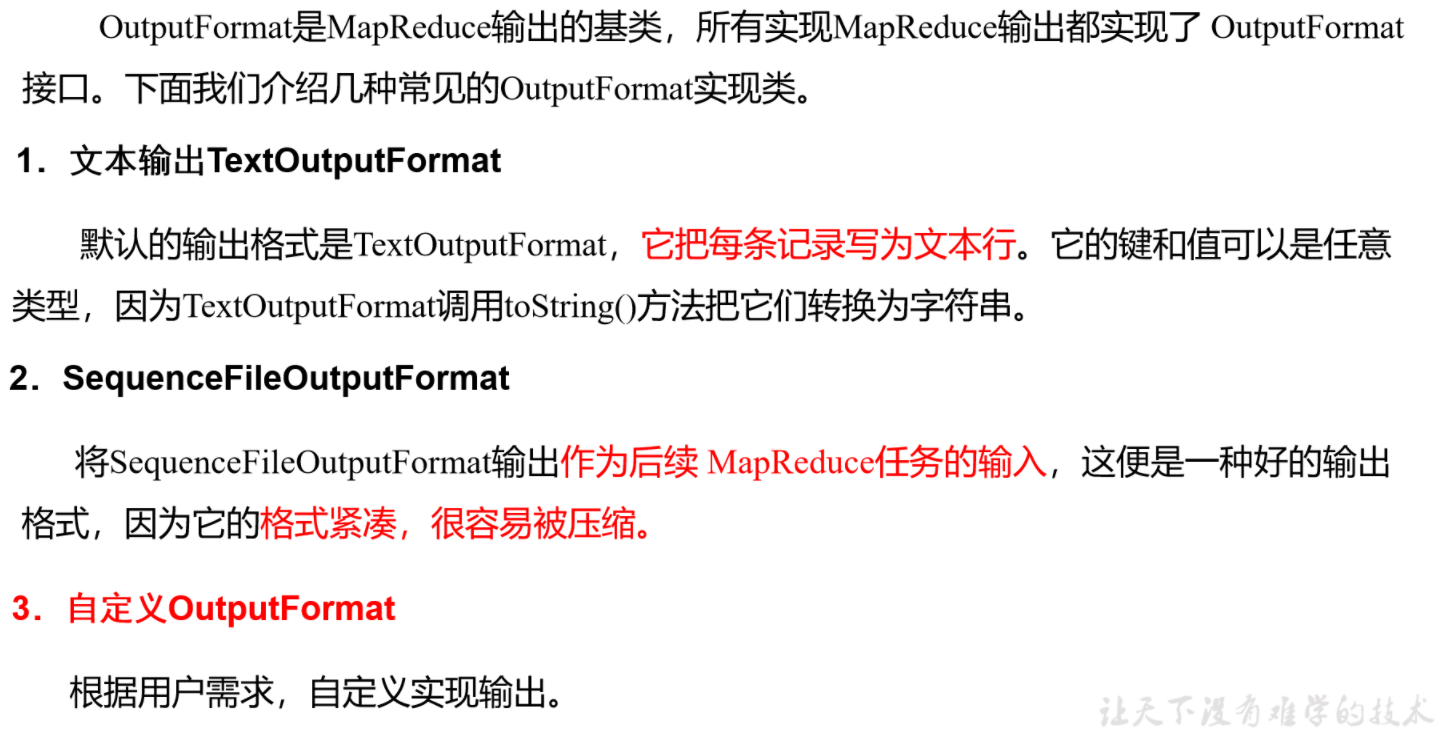 OutputFormat是MapReduce输出的基类，所有实现MapReduce输出都实现了 OutputFormat
接口。下面我们介绍几种常见的OutputFormat实现类。
1．文本输出TextOutputFormat
默认的输出格式是TextOutputFormat，它把每条记录写为文本行。它的键和值可以是任意
类型，因为TextOutputFormat调用toString()方法把它们转换为字符串。
2．SequenceFileOutputFormat
将SequenceFileOutputFormat输出作为后续 MapReduce任务的输入，这便是一种好的输出
格式，因为它的格式紧凑，很容易被压缩。
3．自定义OutputFormat
根据用户需求，自定义实现输出。
让天下没有难学的技术